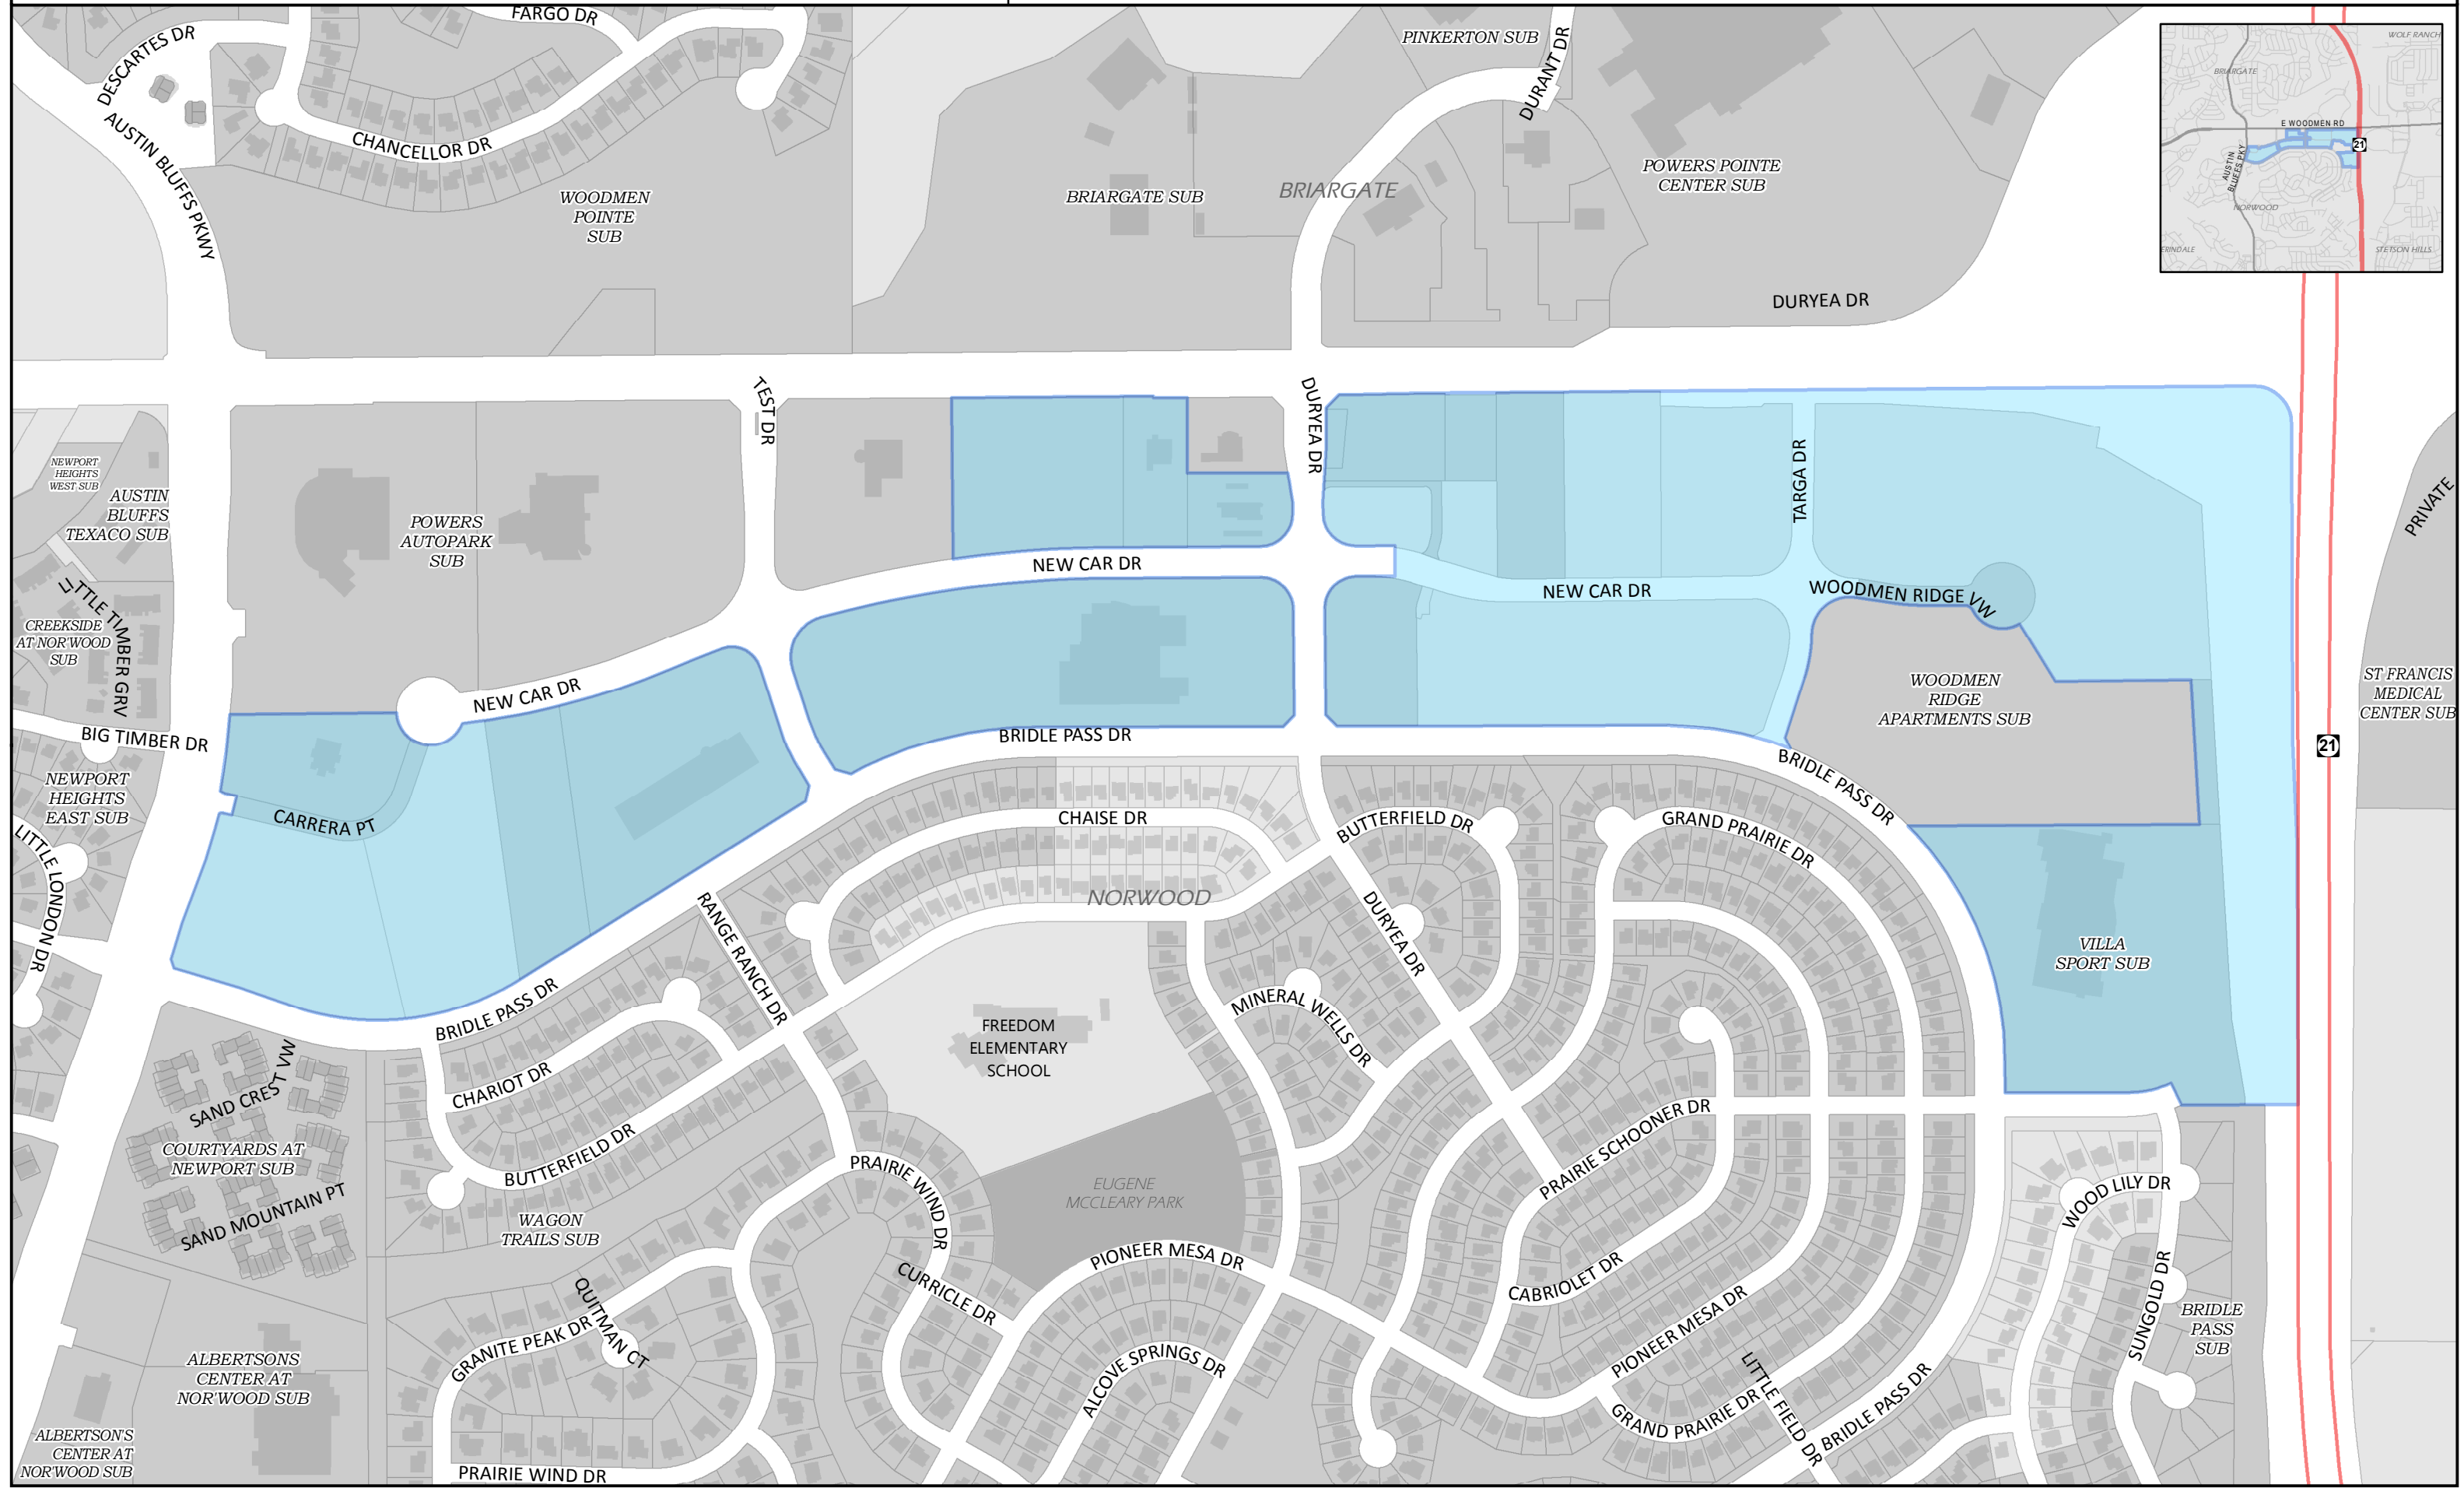 FARGO DR
DESCARTES DR
CHANCELLOR DR
AUSTIN BLUFFS PKWY
WOODMEN
POINTE
SUB
BRIARGATE SUB
BRIARGATE
PINKERTON SUB
DURANT DR
POWERS POINTE
CENTER SUB
DURYEA DR
WOLF RANCH
BRIARGATE
E WOODMEN RD
21
AUSTIN
BLUFFS PKY
NORWOOD
ERINDALE
STETSON HILLS
TEST DR
DURYEA DR
TARGA DR
PRIVATE
NEWPORT
HEIGHTS
WEST SUB
AUSTIN
BLUFFS
TEXACO SUB
POWERS
AUTOPARK
SUB
NEW CAR DR
NEW CAR DR
WOODMEN RIDGE VW
LITTLE TIMBER GRV
CREEKSIDE
AT NOR'WOOD
SUB
NEW CAR DR
WOODMEN
RIDGE
APARTMENTS SUB
ST FRANCIS
MEDICAL
CENTER SUB
21
BIG TIMBER DR
BRIDLE PASS DR
BRIDLE PASS DR
NEWPORT
HEIGHTS
EAST SUB
CARRERA PT
CHAISE DR
BUTTERFIELD DR
GRAND PRAIRIE DR
LITTLE LONDON DR
NORWOOD
RANGE RANCH DR
DURYEA DR
VILLA
SPORT SUB
BRIDLE PASS DR
MINERAL WELLS DR
FREEDOM
ELEMENTARY
SCHOOL
SAND CREST VW
CHARIOT DR
PRAIRIE SCHOONER DR
COURTYARDS AT
NEWPORT SUB
BUTTERFIELD DR
PRAIRIE WIND DR
EUGENE
MCCLEARY PARK
WOOD LILY DR
SAND MOUNTAIN PT
WAGON
TRAILS SUB
PIONEER MESA DR
CURRICLE DR
CABRIOLET DR
SUNGOLD DR
BRIDLE
PASS
SUB
QUITMAN CT
GRANITE PEAK DR
PIONEER MESA DR
ALBERTSONS
CENTER AT
NOR'WOOD SUB
ALCOVE SPRINGS DR
LITTLE FIELD DR
GRAND PRAIRIE DR
BRIDLE PASS DR
ALBERTSON'S
CENTER AT
NOR'WOOD SUB
PRAIRIE WIND DR